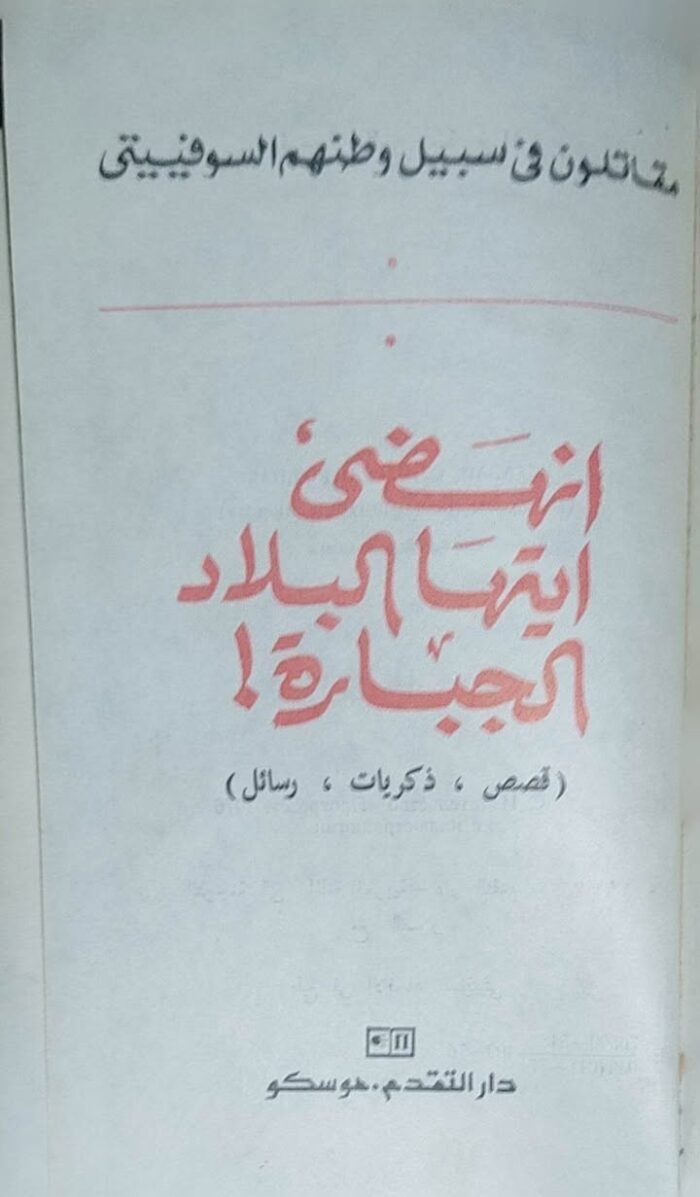 مقاتلون في سبيل وطنهم السوفييتي
انهضي،
ايتها البلاد
الجبارة!
(قصص ، ذكريات ، رسائل)
دار التقدم . موسكو